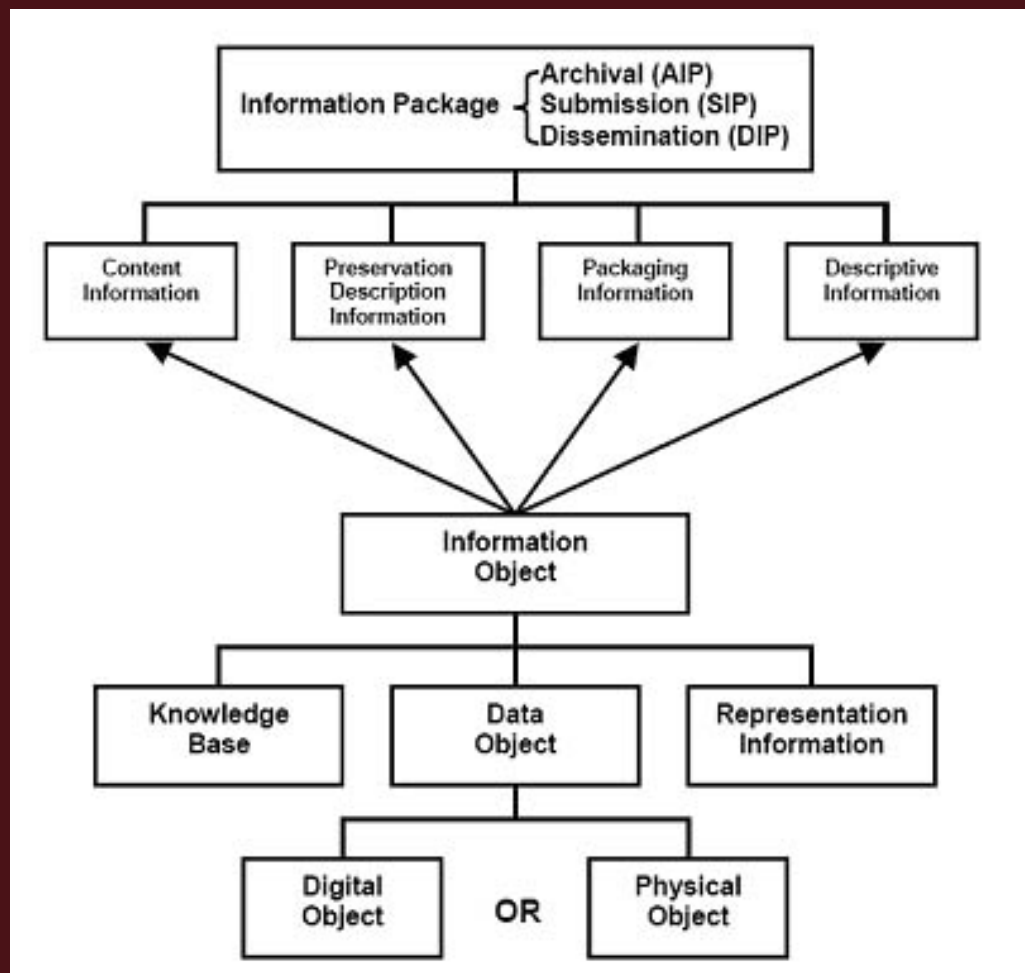 Information Package
Archival (AIP)
Submission (SIP)
Dissemination (DIP)
Content
Information
Preservation
Description
Information
Packaging
Information
Descriptive
Information
Information
Object
Knowledge
Base
Data
Object
Representation
Information
Digital
Object
OR
Physical
Object